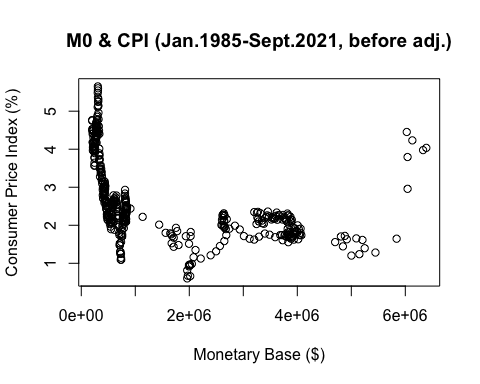 M0 & CPI (Jan.1985-Sept.2021, before adj.)
Consumer Price Index (%)
5
4
3
2
1
0e+00 2e+06 4e+06 6e+06
Monetary Base ($)